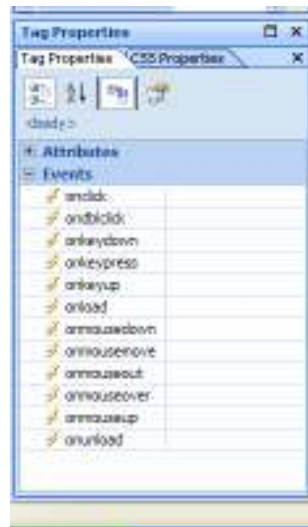 Tag Properties
Tag Properties CSS Properties
<body>
Attributes
Events
onclick
ondblclick
onkeydown
onkeypress
onkeyup
onload
onmousedown
onmousemove
onmouseout
onmouseover
onmouseup
onunload